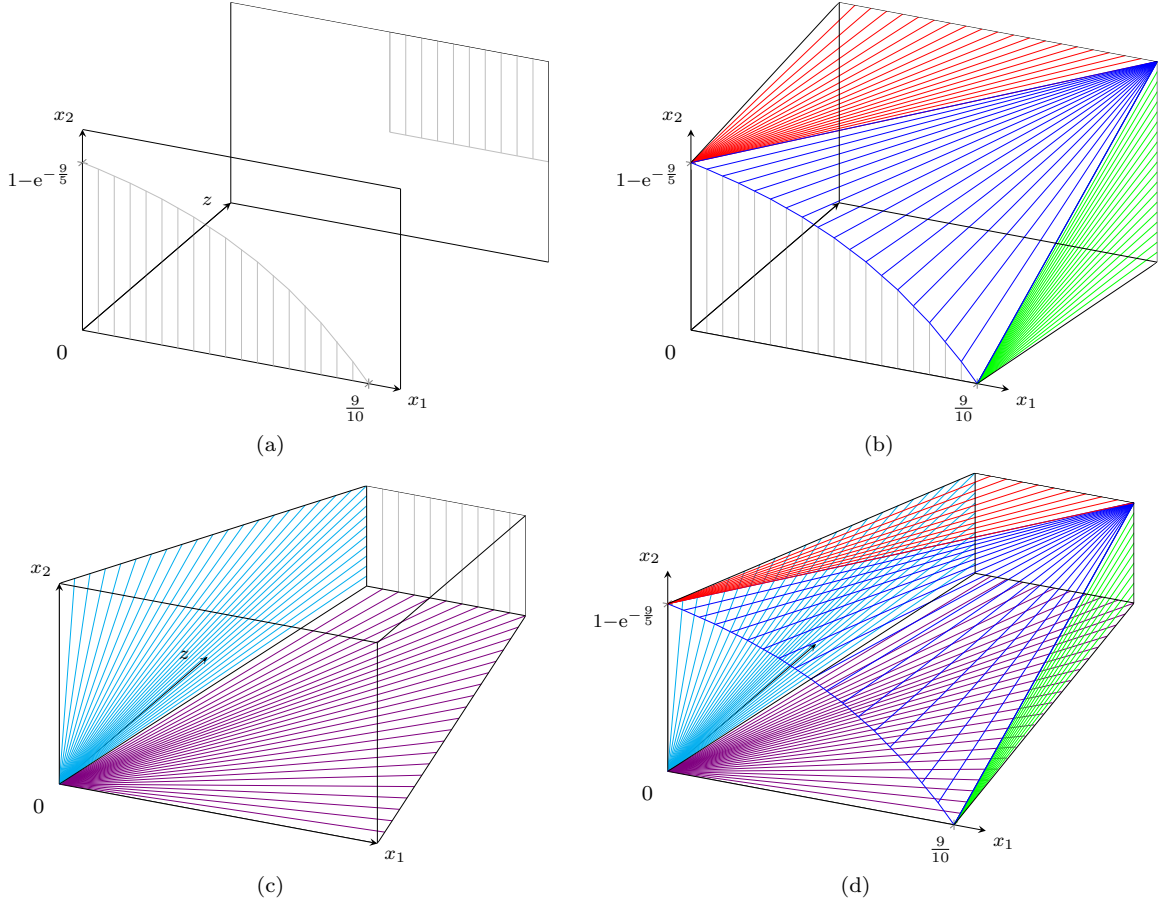 x₂
1−e^{−9/5}
z
0
9/10
x₁
(a)
x₂
1−e^{−9/5}
0
9/10
x₁
(b)
x₂
z
0
x₁
(c)
x₂
1−e^{−9/5}
z
0
9/10
x₁
(d)